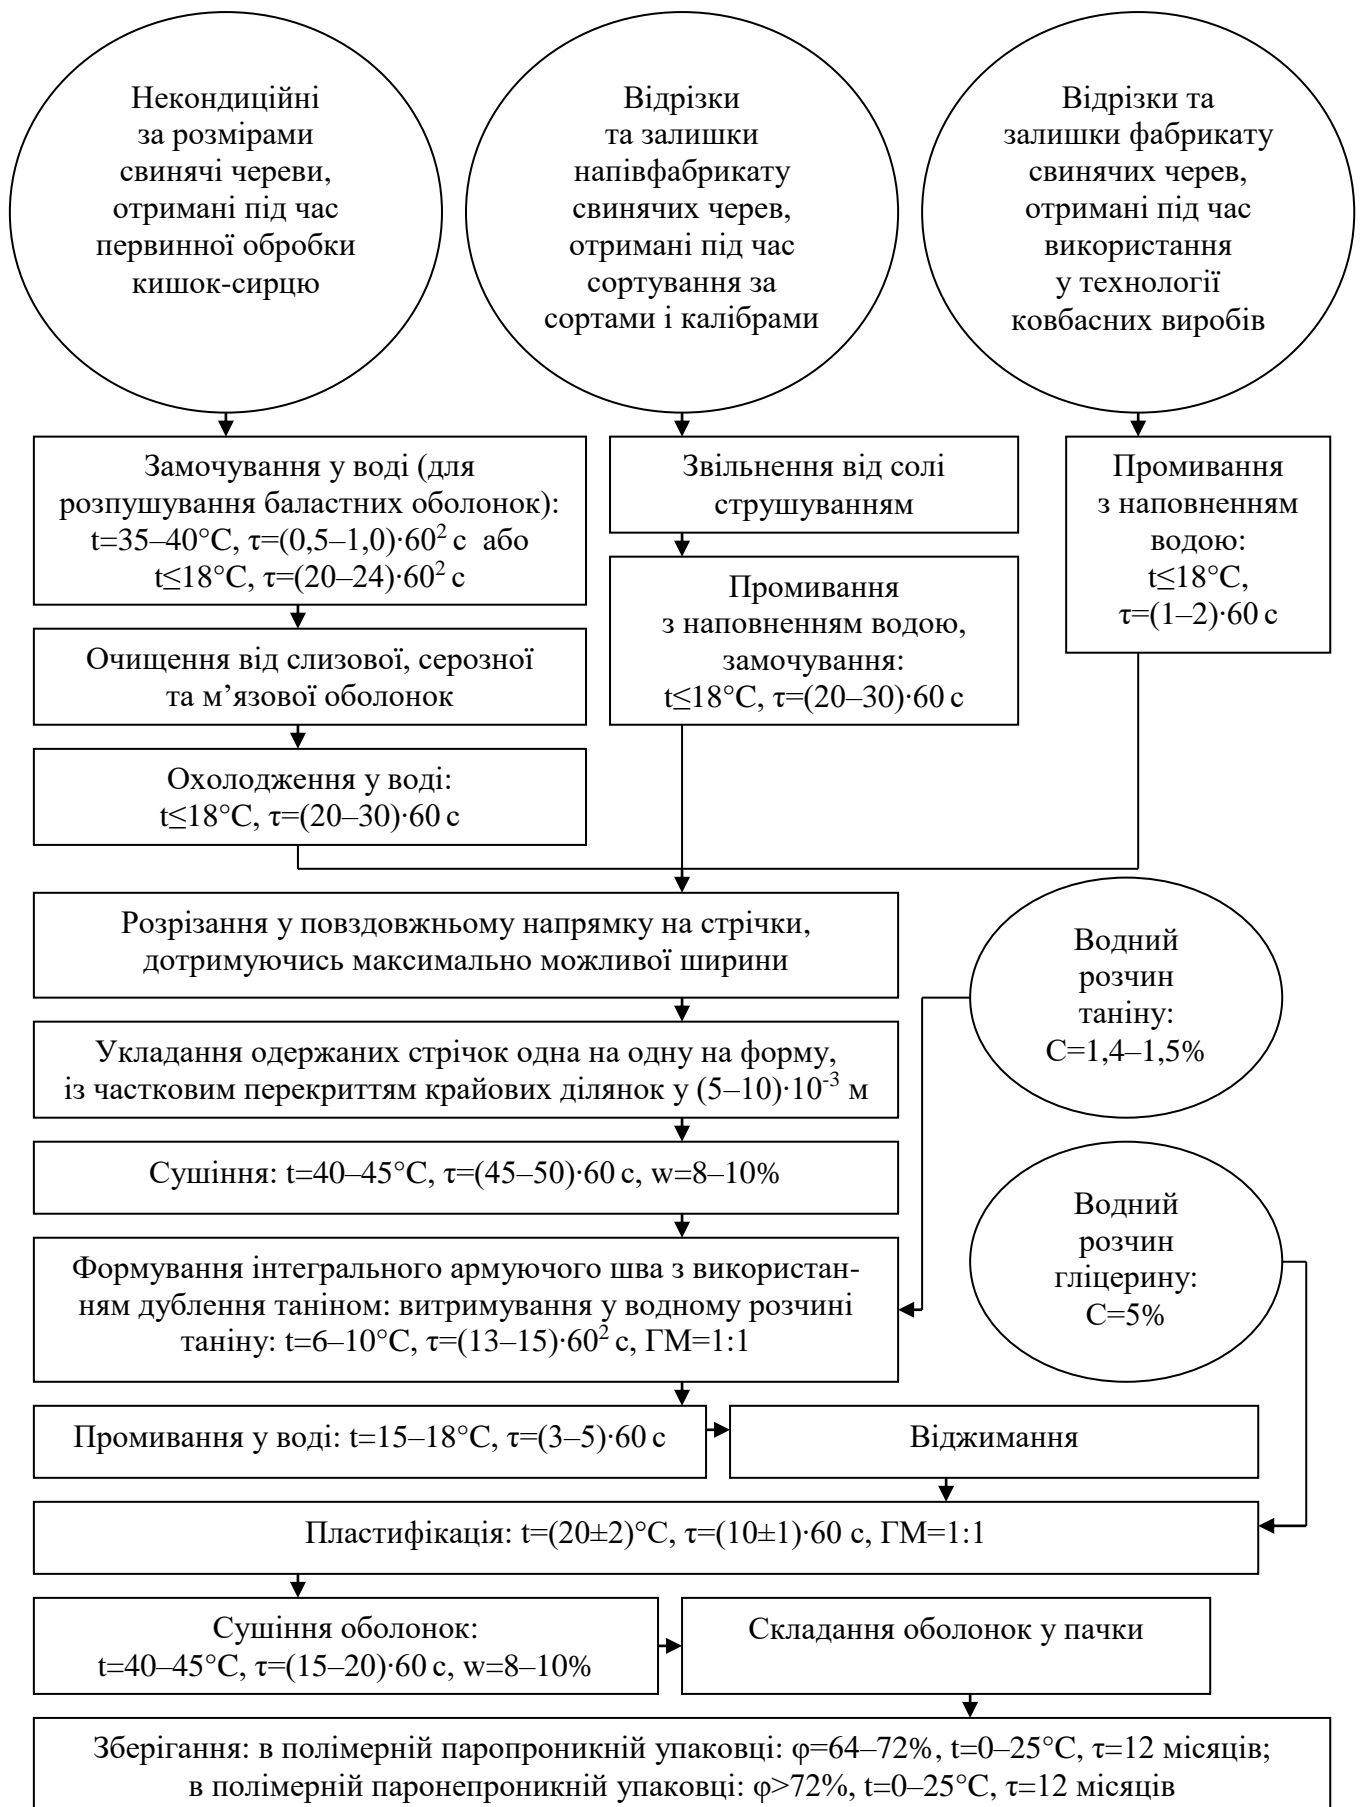 Некондиційні
за розмірами
свинячі череви,
отримані під час
первинної обробки
кишок-сирцю
Відрізки
та залишки
напівфабрикату
свинячих черев,
отримані під час
сортування за
сортами і калібрами
Відрізки та
залишки фабрикату
свинячих черев,
отримані під час
використання
у технології
ковбасних виробів
Замочування у воді (для
розпушування баластних оболонок):
t=35–40°C, τ=(0,5–1,0)·60² с або
t≤18°C, τ=(20–24)·60² с
Очищення від слизової, серозної
та м’язової оболонок
Охолодження у воді:
t≤18°C, τ=(20–30)·60 с
Звільнення від солі
струшуванням
Промивання
з наповненням водою,
замочування:
t≤18°C, τ=(20–30)·60 с
Промивання
з наповненням
водою:
t≤18°C,
τ=(1–2)·60 с
Розрізання у повздовжньому напрямку на стрічки,
дотримуючись максимально можливої ширини
Укладання одержаних стрічок одна на одну на форму,
із частковим перекриттям крайових ділянок у (5–10)·10⁻³ м
Сушіння: t=40–45°C, τ=(45–50)·60 с, w=8–10%
Водний
розчин
таніну:
C=1,4–1,5%
Формування інтегрального армуючого шва з використан-
ням дублення таніном: витримування у водному розчині
таніну: t=6–10°C, τ=(13–15)·60² с, ГМ=1:1
Водний
розчин
гліцерину:
C=5%
Промивання у воді: t=15–18°C, τ=(3–5)·60 с
Віджимання
Пластифікація: t=(20±2)°C, τ=(10±1)·60 с, ГМ=1:1
Сушіння оболонок:
t=40–45°C, τ=(15–20)·60 с, w=8–10%
Складання оболонок у пачки
Зберігання: в полімерній паропроникній упаковці: φ=64–72%, t=0–25°C, τ=12 місяців;
в полімерній паронепроникній упаковці: φ>72%, t=0–25°C, τ=12 місяців